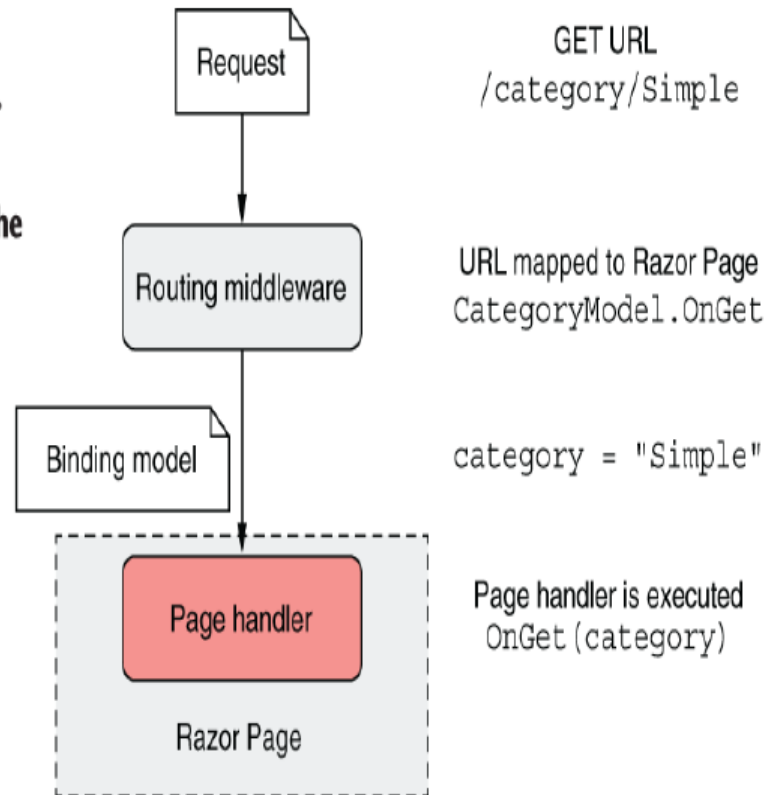 Request
GET URL
/category/Simple
Routing middleware
URL mapped to Razor Page
CategoryModel.OnGet
Binding model
category = "Simple"
Page handler
Page handler is executed
OnGet(category)
Razor Page